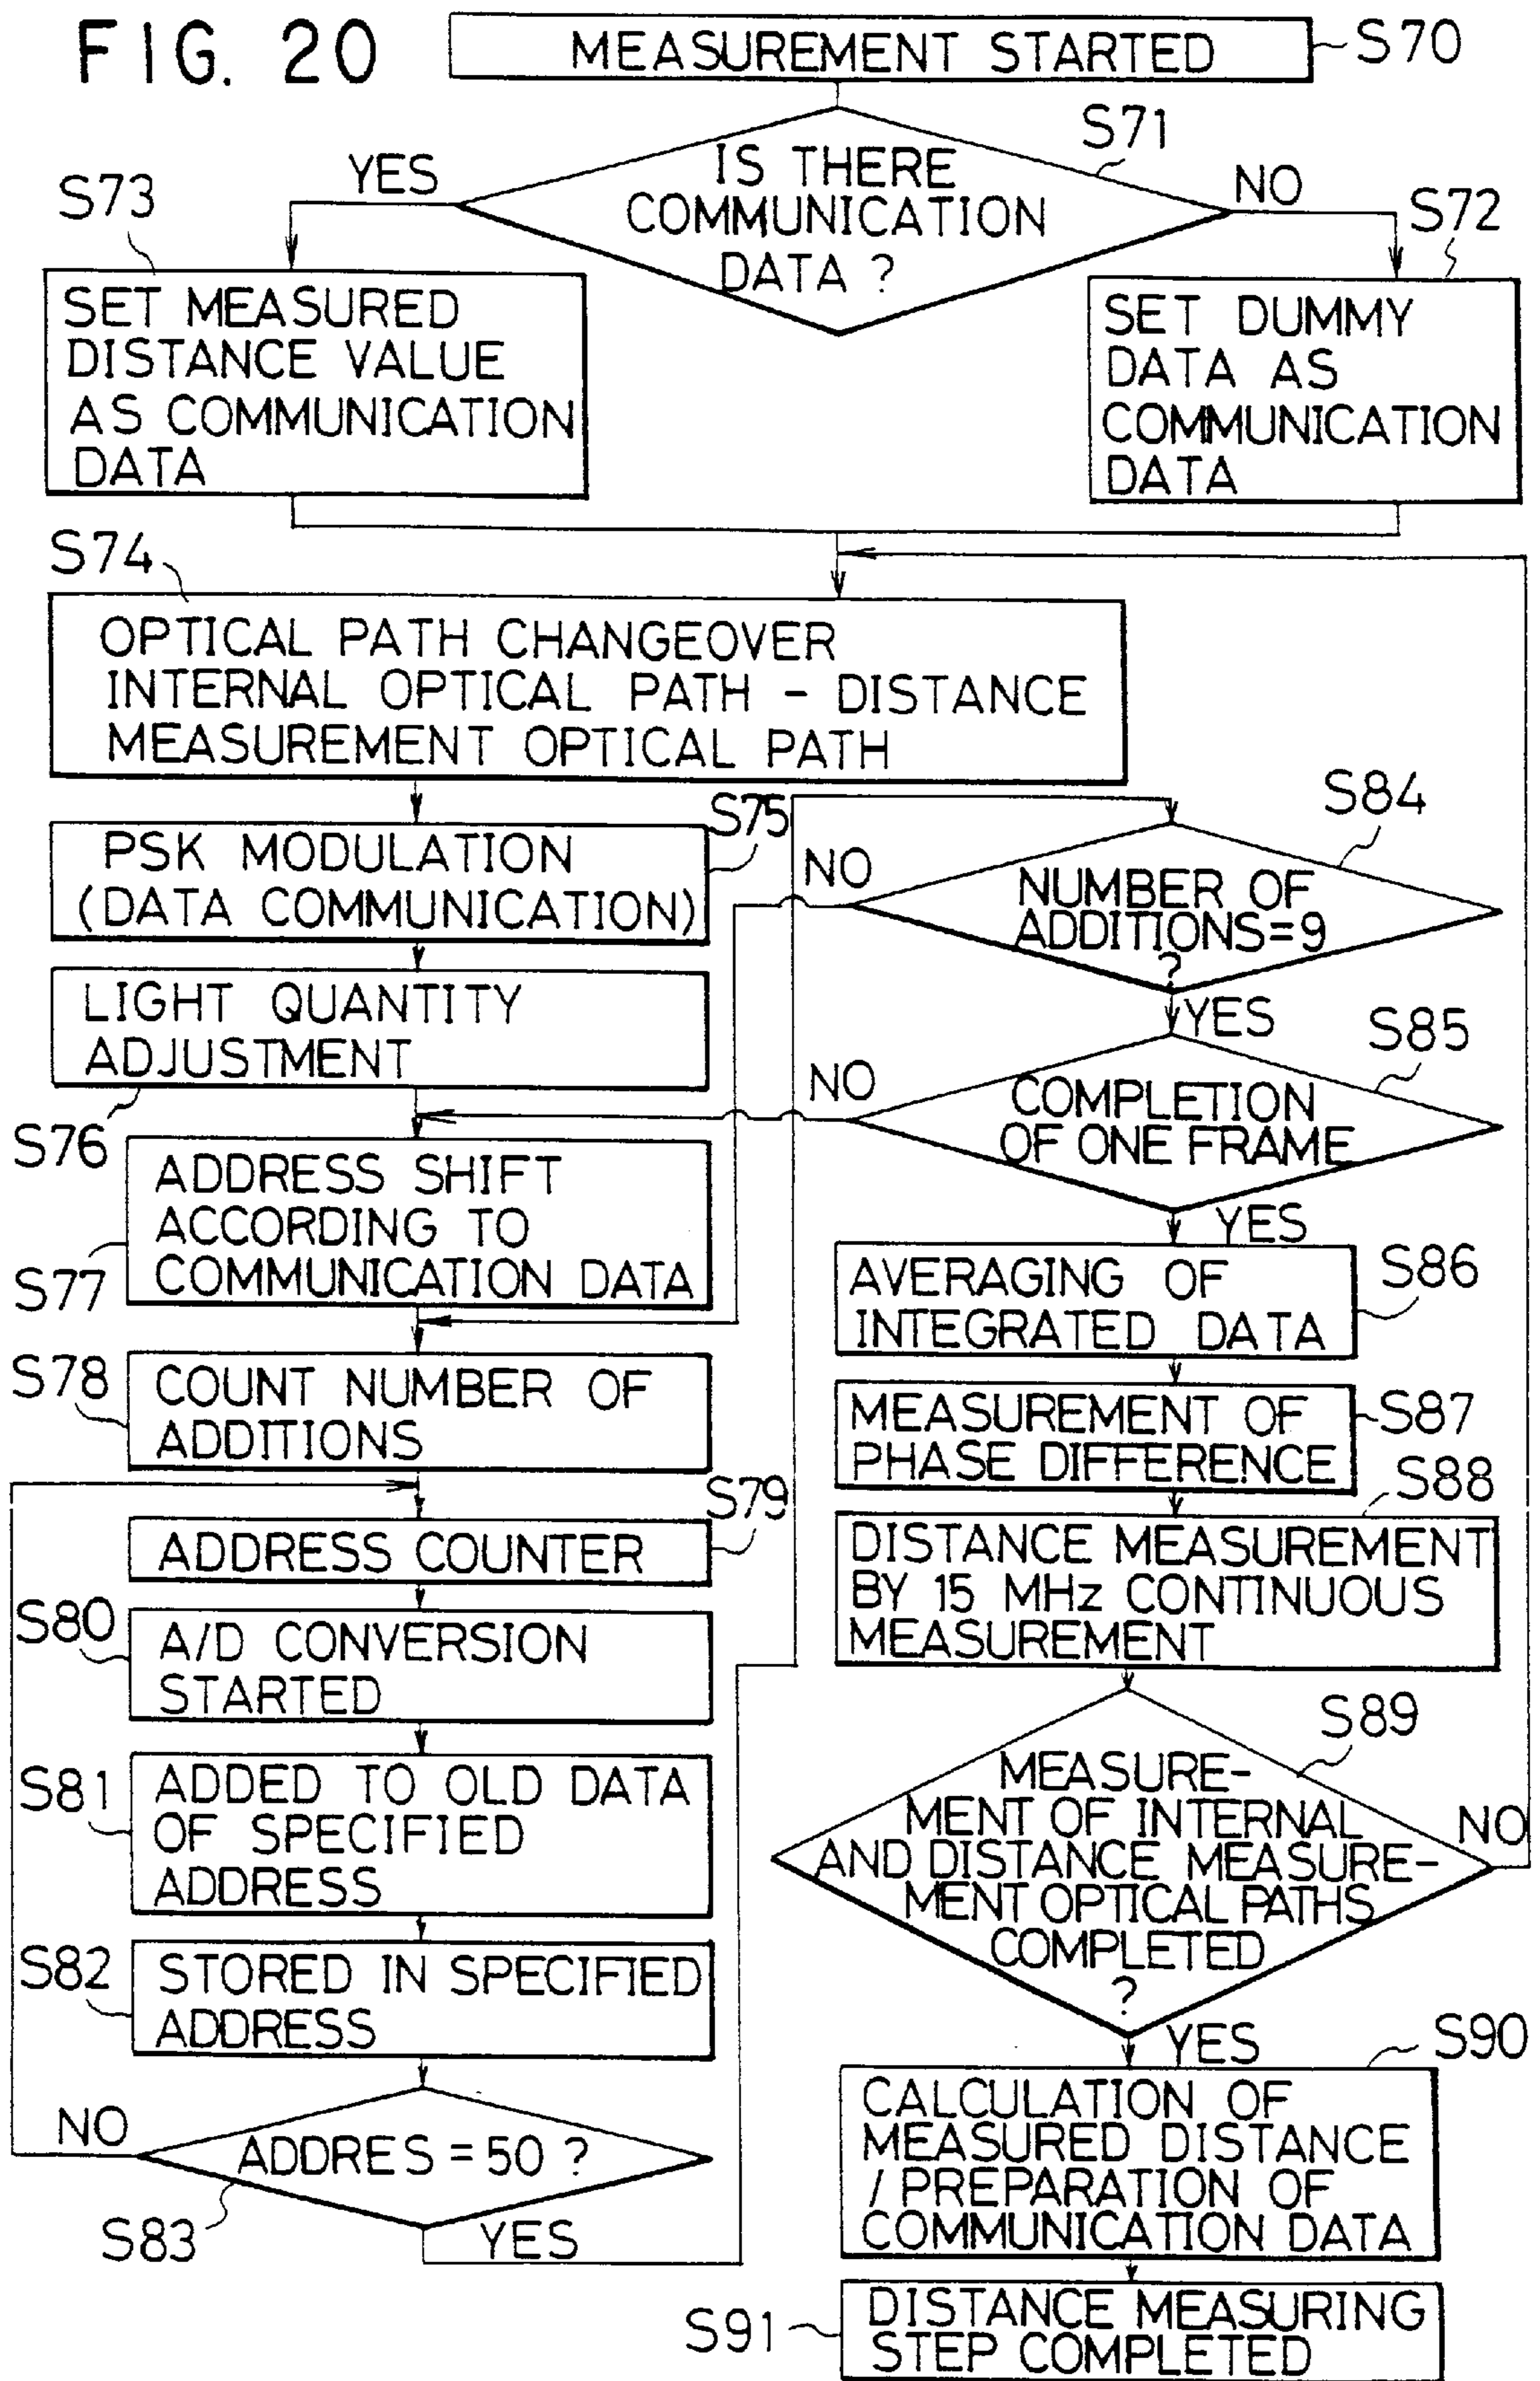 FIG. 20
MEASUREMENT STARTED
S70
S71
IS THERE
COMMUNICATION
DATA ?
YES
NO
S73
SET MEASURED
DISTANCE VALUE
AS COMMUNICATION
DATA
S72
SET DUMMY
DATA AS
COMMUNICATION
DATA
S74
OPTICAL PATH CHANGEOVER
INTERNAL OPTICAL PATH - DISTANCE
MEASUREMENT OPTICAL PATH
S75
PSK MODULATION
(DATA COMMUNICATION)
LIGHT QUANTITY
ADJUSTMENT
S76
ADDRESS SHIFT
ACCORDING TO
COMMUNICATION DATA
S77
S78
COUNT NUMBER OF
ADDITIONS
S79
ADDRESS COUNTER
S80
A/D CONVERSION
STARTED
S81
ADDED TO OLD DATA
OF SPECIFIED
ADDRESS
S82
STORED IN SPECIFIED
ADDRESS
NO
ADDRES = 50 ?
S83
YES
S84
NO
NUMBER OF
ADDITIONS=9
?
YES
S85
NO
COMPLETION
OF ONE FRAME
YES
S86
AVERAGING OF
INTEGRATED DATA
MEASUREMENT OF
PHASE DIFFERENCE
S87
S88
DISTANCE MEASUREMENT
BY 15 MHz CONTINUOUS
MEASUREMENT
S89
MEASURE-
MENT OF INTERNAL
AND DISTANCE MEASURE-
MENT OPTICAL PATHS
COMPLETED
?
NO
YES
S90
CALCULATION OF
MEASURED DISTANCE
/ PREPARATION OF
COMMUNICATION DATA
S91
DISTANCE MEASURING
STEP COMPLETED